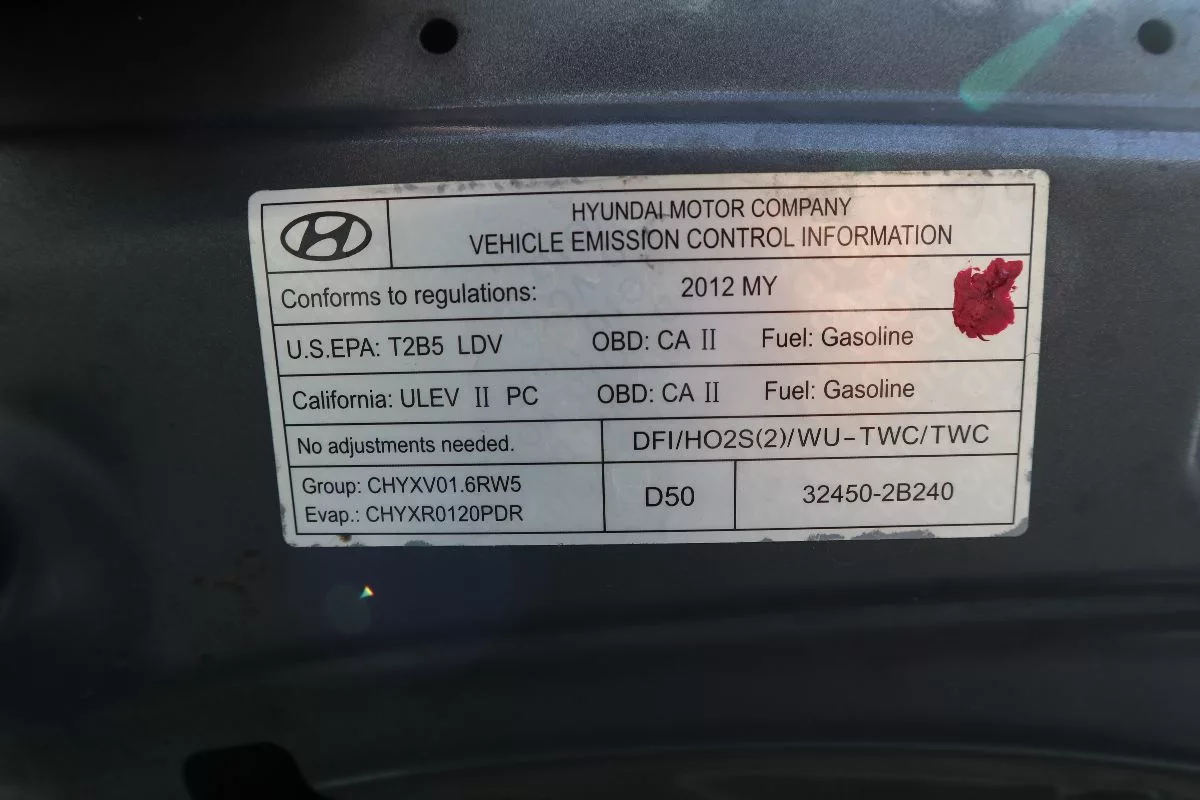 HYUNDAI MOTOR COMPANY
VEHICLE EMISSION CONTROL INFORMATION
Conforms to regulations: 2012 MY
U.S.EPA: T2B5 LDV OBD: CA II Fuel: Gasoline
California: ULEV II PC OBD: CA II Fuel: Gasoline
No adjustments needed. DFI/HO2S(2)/WU-TWC/TWC
Group: CHYXV01.6RW5
Evap.: CHYXR0120PDR
D50 32450-2B240